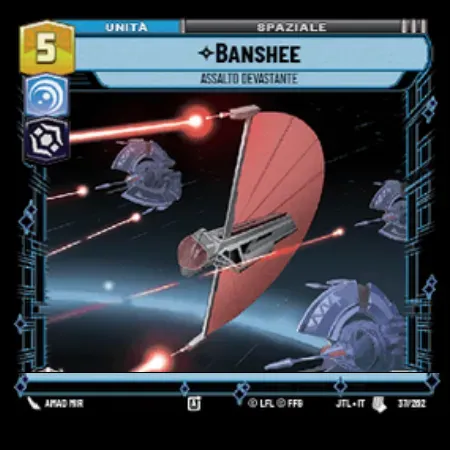 UNITÀ SPAZIALE
5
BANSHEE
ASSALTO DEVASTANTE
AMAD MIR
Ⓒ LFL Ⓟ FFG
JTL • IT
37/262